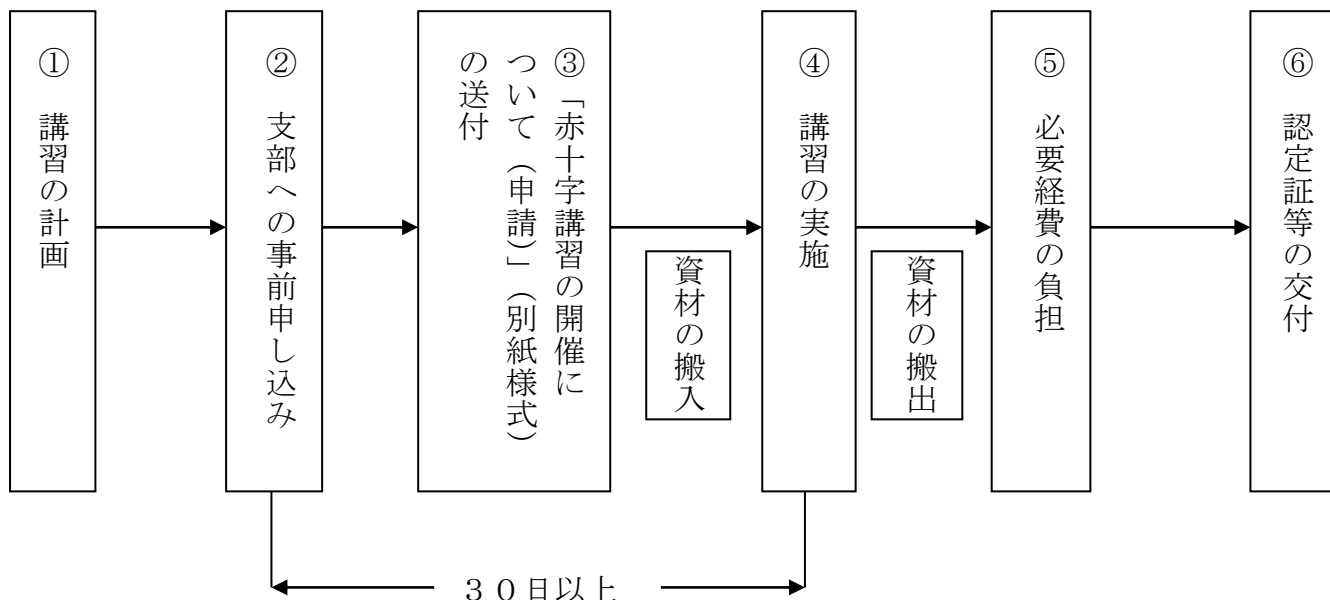 ① 講習の計画
② 支部への事前申し込み
③「赤十字講習の開催に
ついて（申請）」（別紙様式）
の送付
資材の搬入
④ 講習の実施
資材の搬出
⑤ 必要経費の負担
⑥ 認定証等の交付
３０日以上